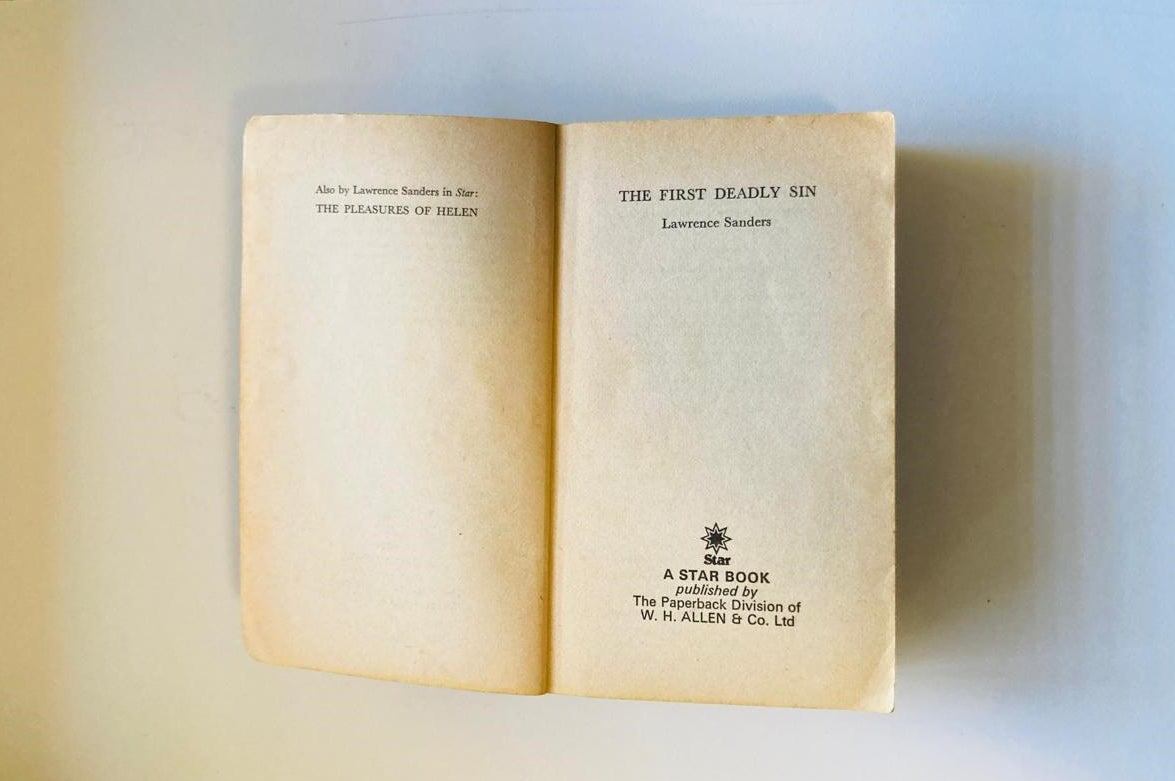 Also by Lawrence Sanders in Star:
THE PLEASURES OF HELEN
THE FIRST DEADLY SIN
Lawrence Sanders
Star
A STAR BOOK
published by
The Paperback Division of
W. H. ALLEN & Co. Ltd